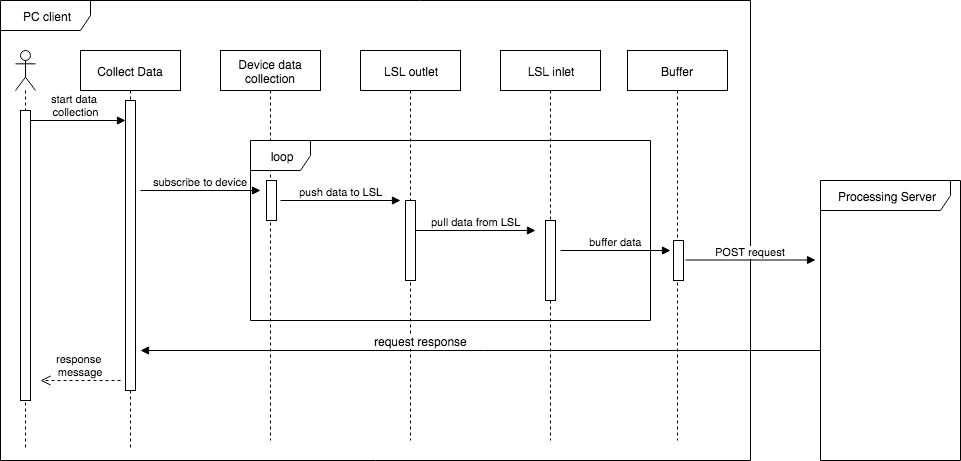 PC client
Collect Data
Device data
collection
LSL outlet
LSL inlet
Buffer
start data
collection
loop
subscribe to device
push data to LSL
Processing Server
pull data from LSL
buffer data
POST request
request response
response
message